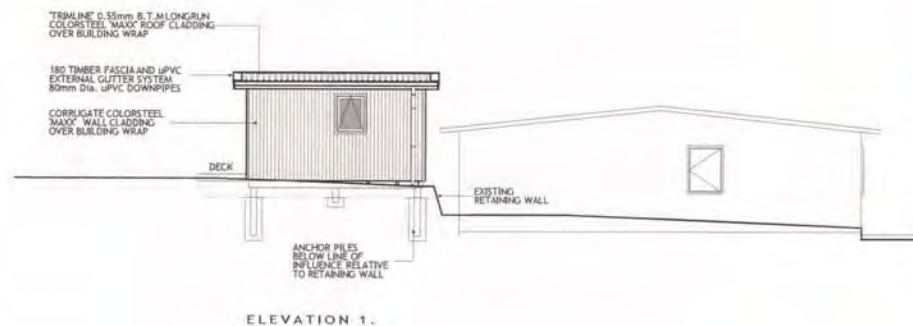 "TRIMLINE" 0.55mm B.T.M LONGRUN
COLORSTEEL "MAXX" ROOF CLADDING
OVER BUILDING WRAP
180 TIMBER FASCIA AND uPVC
EXTERNAL GUTTER SYSTEM
80mm Dia. uPVC DOWNPIPES
CORRUGATE COLORSTEEL
"MAXX" WALL CLADDING
OVER BUILDING WRAP
DECK
EXISTING
RETAINING WALL
ANCHOR PILES
BELOW LINE OF
INFLUENCE RELATIVE
TO RETAINING WALL
ELEVATION 1.